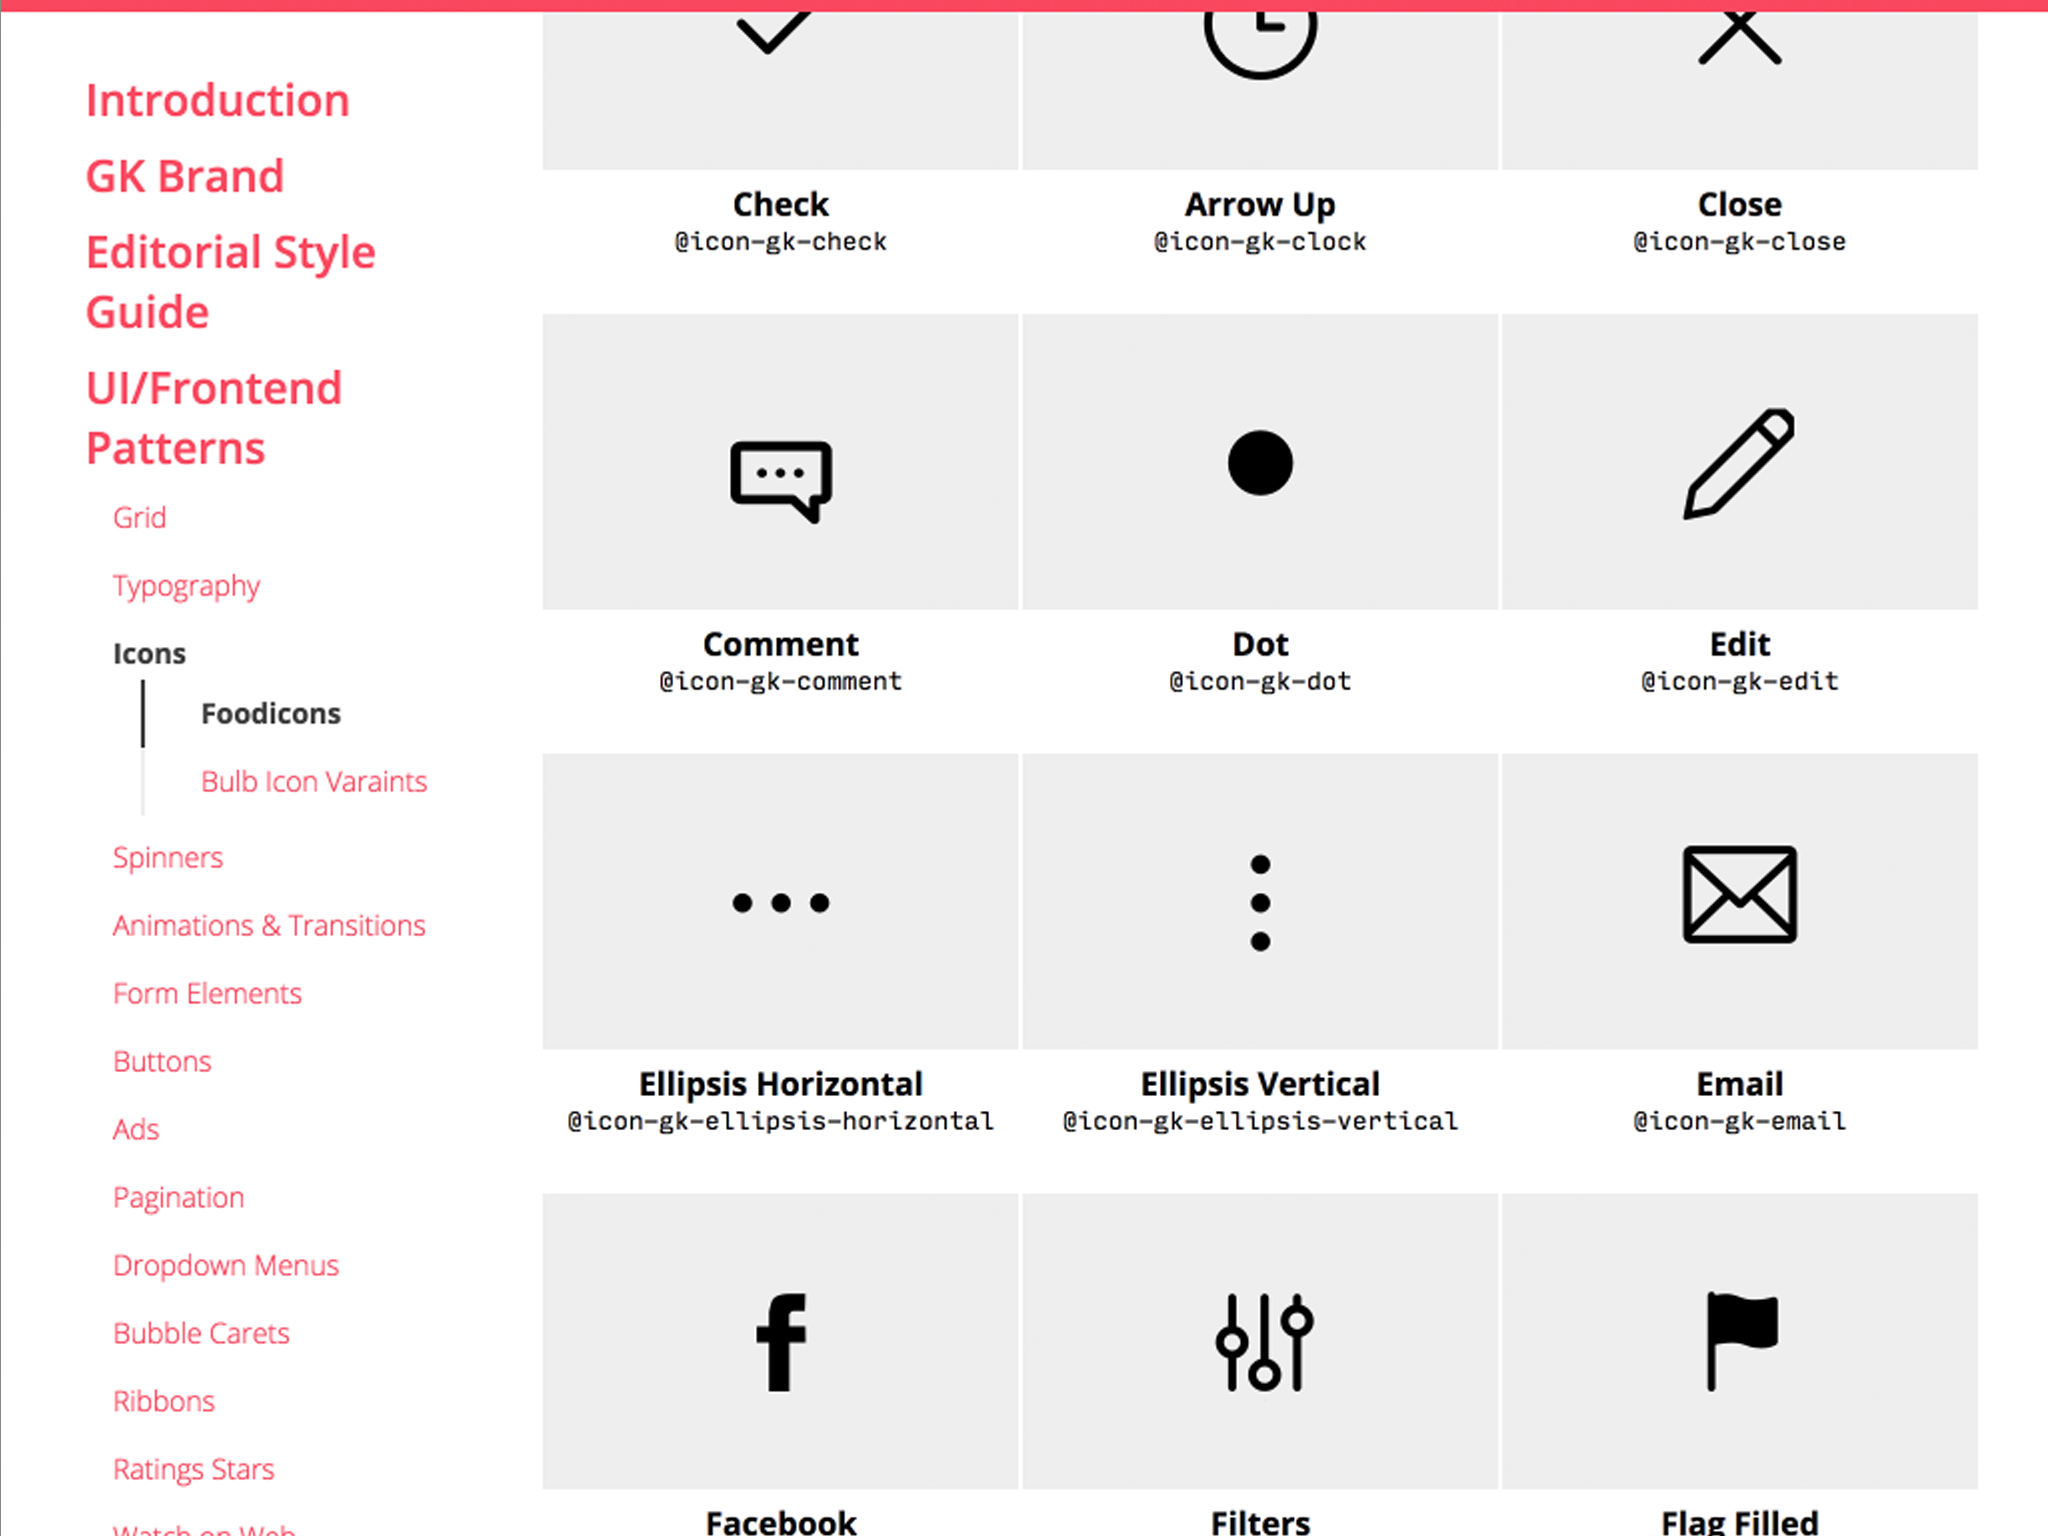 Introduction
GK Brand
Editorial Style
Guide
UI/Frontend
Patterns
Grid
Typography
Icons
Foodicons
Bulb Icon Varaints
Spinners
Animations & Transitions
Form Elements
Buttons
Ads
Pagination
Dropdown Menus
Bubble Carets
Ribbons
Ratings Stars
Watch on Web
Check
@icon-gk-check
Arrow Up
@icon-gk-clock
Close
@icon-gk-close
Comment
@icon-gk-comment
Dot
@icon-gk-dot
Edit
@icon-gk-edit
Ellipsis Horizontal
@icon-gk-ellipsis-horizontal
Ellipsis Vertical
@icon-gk-ellipsis-vertical
Email
@icon-gk-email
Facebook
Filters
Flag Filled